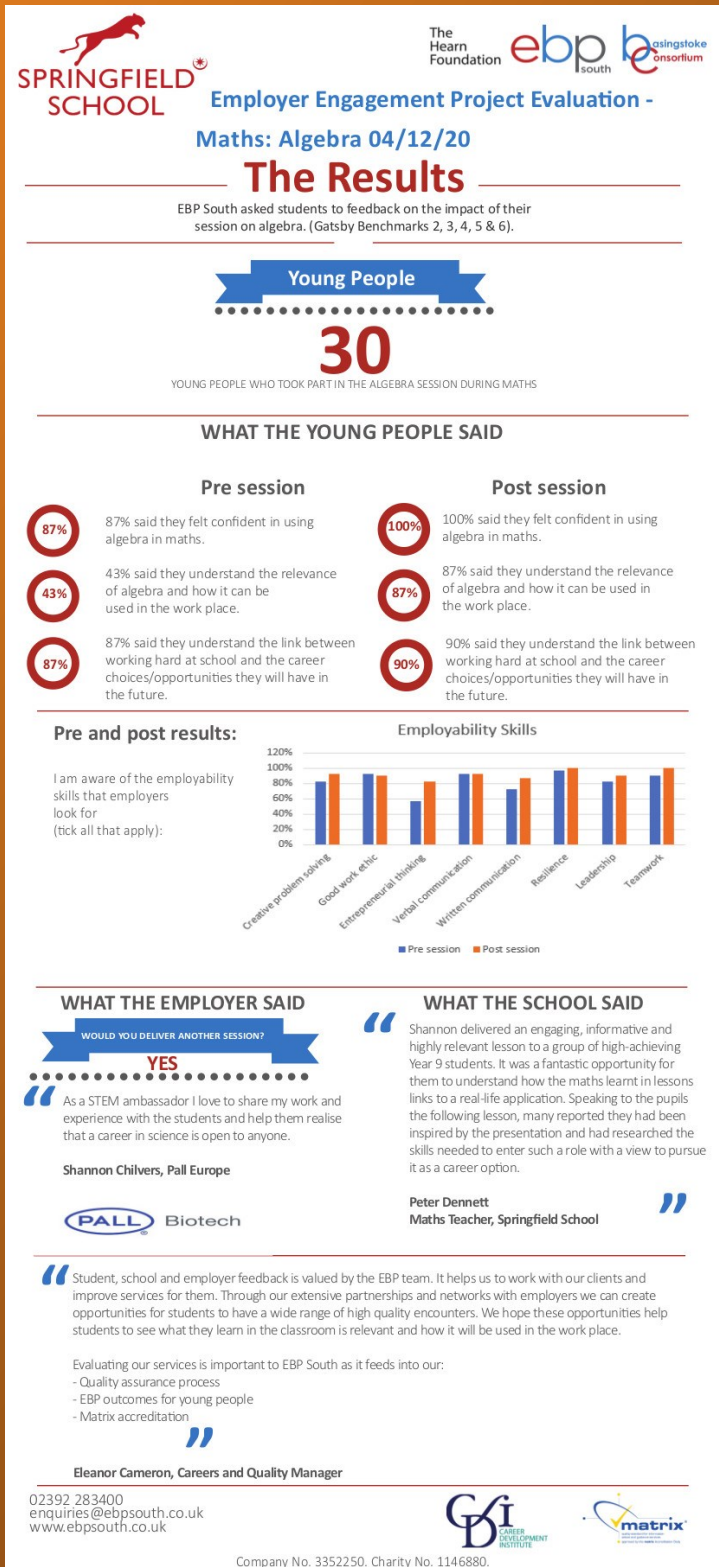 SPRINGFIELD
SCHOOL
The
Hearn
Foundation
ebp
south
basingstoke
consortium
Employer Engagement Project Evaluation -
Maths: Algebra 04/12/20
The Results
EBP South asked students to feedback on the impact of their
session on algebra. (Gatsby Benchmarks 2, 3, 4, 5 & 6).
Young People
30
YOUNG PEOPLE WHO TOOK PART IN THE ALGEBRA SESSION DURING MATHS
WHAT THE YOUNG PEOPLE SAID
Pre session
87%
87% said they felt confident in using
algebra in maths.
43%
43% said they understand the relevance
of algebra and how it can be
used in the work place.
87%
87% said they understand the link between
working hard at school and the career
choices/opportunities they will have in
the future.
Post session
100%
100% said they felt confident in using
algebra in maths.
87%
87% said they understand the relevance
of algebra and how it can be used in
the work place.
90%
90% said they understand the link between
working hard at school and the career
choices/opportunities they will have in
the future.
Pre and post results:
I am aware of the employability
skills that employers
look for
(tick all that apply):
Employability Skills
120%
100%
80%
60%
40%
20%
0%
Creative problem solving
Good work ethic
Entrepreneurial thinking
Verbal communication
Written communication
Resilience
Leadership
Teamwork
Pre session
Post session
WHAT THE EMPLOYER SAID
WOULD YOU DELIVER ANOTHER SESSION?
YES
“
As a STEM ambassador I love to share my work and
experience with the students and help them realise
that a career in science is open to anyone.
Shannon Chilvers, Pall Europe
PALL Biotech
WHAT THE SCHOOL SAID
“
Shannon delivered an engaging, informative and
highly relevant lesson to a group of high-achieving
Year 9 students. It was a fantastic opportunity for
them to understand how the maths learnt in lessons
links to a real-life application. Speaking to the pupils
the following lesson, many reported they had been
inspired by the presentation and had researched the
skills needed to enter such a role with a view to pursue
it as a career option.
Peter Dennett
Maths Teacher, Springfield School
”
“
Student, school and employer feedback is valued by the EBP team. It helps us to work with our clients and
improve services for them. Through our extensive partnerships and networks with employers we can create
opportunities for students to have a wide range of high quality encounters. We hope these opportunities help
students to see what they learn in the classroom is relevant and how it will be used in the work place.
Evaluating our services is important to EBP South as it feeds into our:
- Quality assurance process
- EBP outcomes for young people
- Matrix accreditation
”
Eleanor Cameron, Careers and Quality Manager
02392 283400
enquiries@ebpsouth.co.uk
www.ebpsouth.co.uk
CDI
CAREER
DEVELOPMENT
INSTITUTE
matrix
Company No. 3352250. Charity No. 1146880.